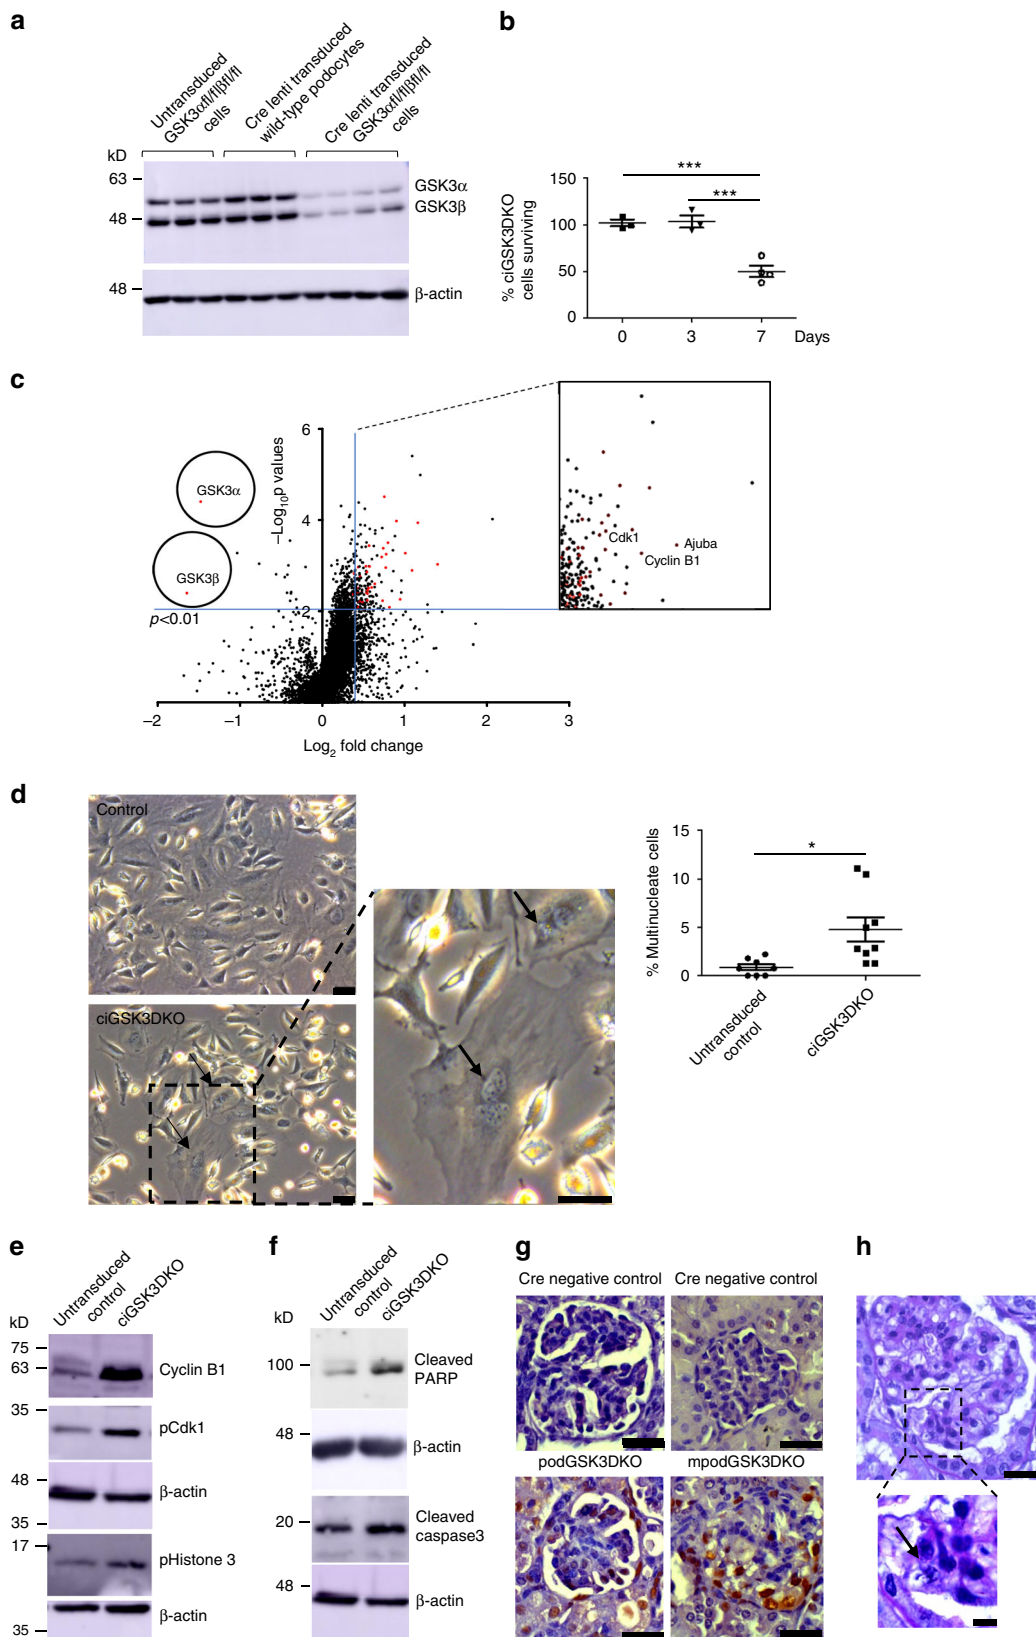 a
Untransduced
GSK3αfl/flβfl/fl
cells
Cre lenti transduced
wild-type podocytes
Cre lenti transduced
GSK3αfl/flβfl/fl
cells
kD
63
48
48
GSK3α
GSK3β
β-actin
b
% ciGSK3DKO
cells surviving
150
100
50
0
***
***
0 3 7 Days
c
–Log10p values
6
4
2
GSK3α
GSK3β
p<0.01
–2 –1 0 1 2 3
Log2 fold change
Cdk1
Ajuba
Cyclin B1
d
Control
ciGSK3DKO
% Multinucleate cells
15
10
5
0
*
Untransduced
control
ciGSK3DKO
e
Untransduced
control
ciGSK3DKO
kD
75
63
Cyclin B1
35
pCdk1
48
β-actin
35
17
pHistone 3
β-actin
35
f
Untransduced
control
ciGSK3DKO
kD
100
Cleaved
PARP
48
β-actin
20
Cleaved
caspase3
48
β-actin
g
Cre negative control
Cre negative control
podGSK3DKO
mpodGSK3DKO
h